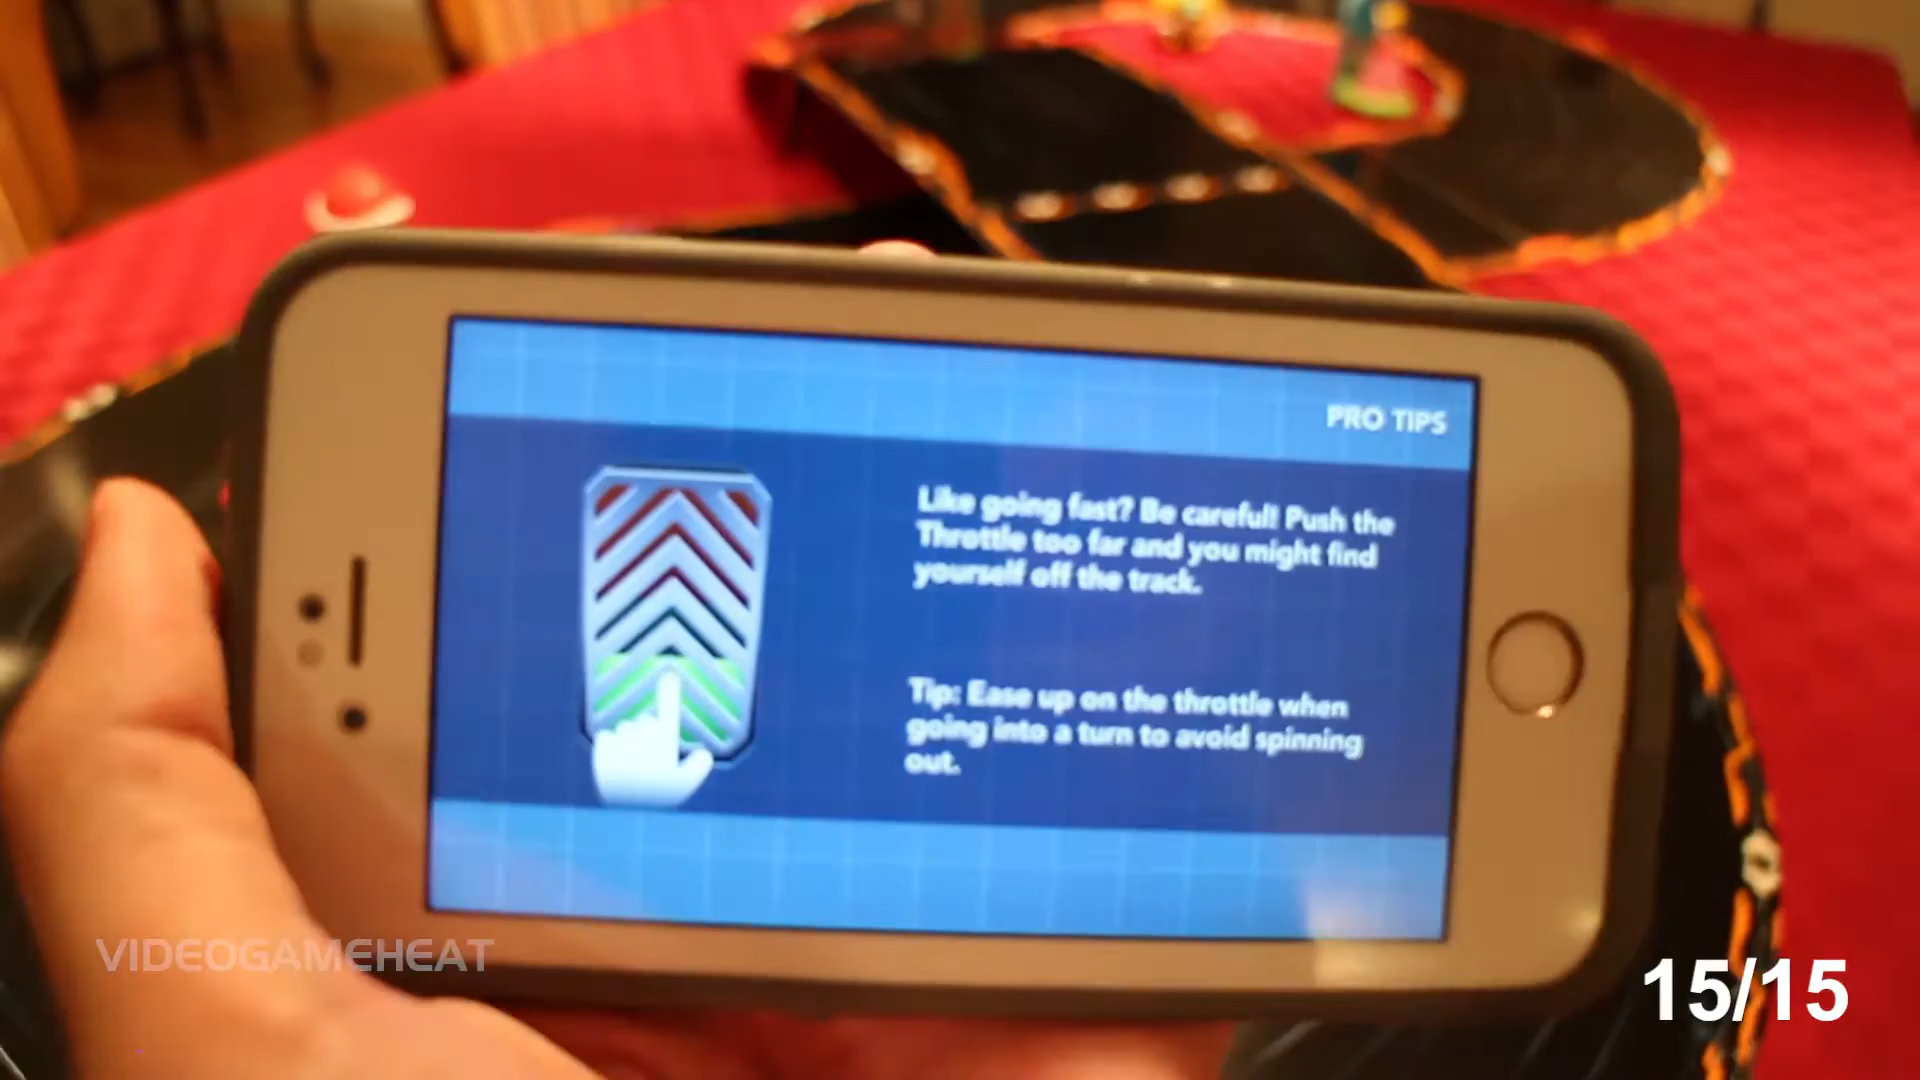 PRO TIPS
Like going fast? Be careful! Push the
Throttle too far and you might find
yourself off the track.
Tip: Ease up on the throttle when
going into a turn to avoid spinning
out.
VIDEOGAMEHEAT
15/15